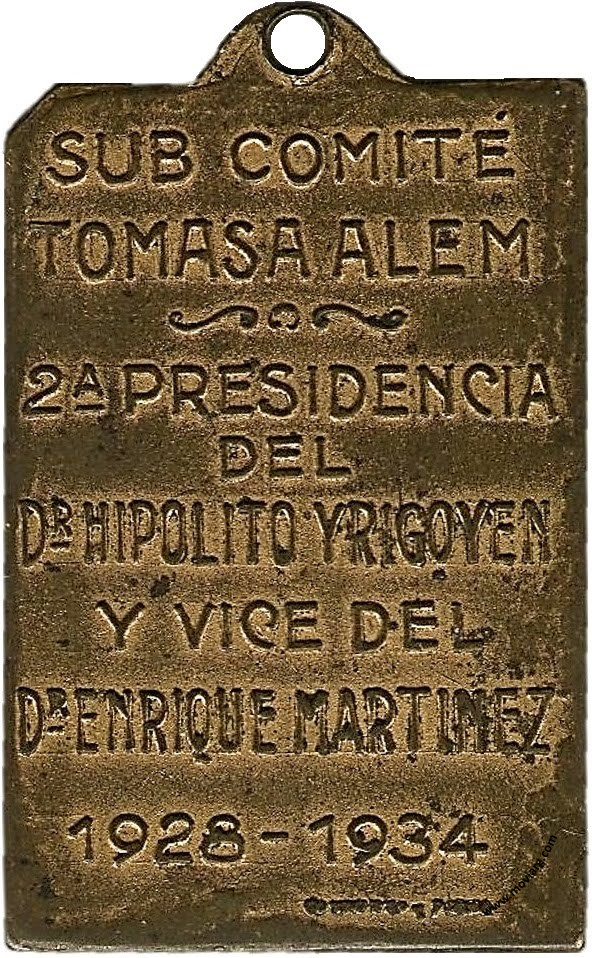 SUB COMITÉ
TOMASA ALEM
2A PRESIDENCIA
DEL
DR HIPOLITO YRIGOYEN
Y VICE DEL
DR ENRIQUE MARTINEZ
1928 - 1934